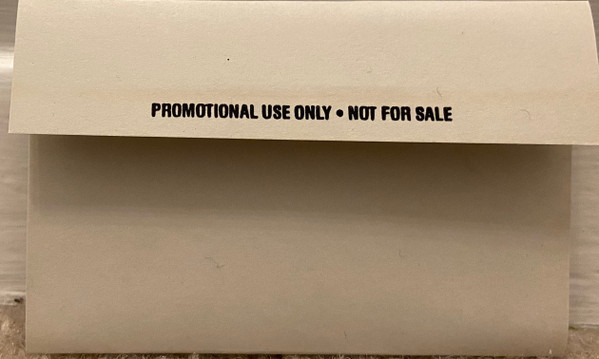 PROMOTIONAL USE ONLY • NOT FOR SALE